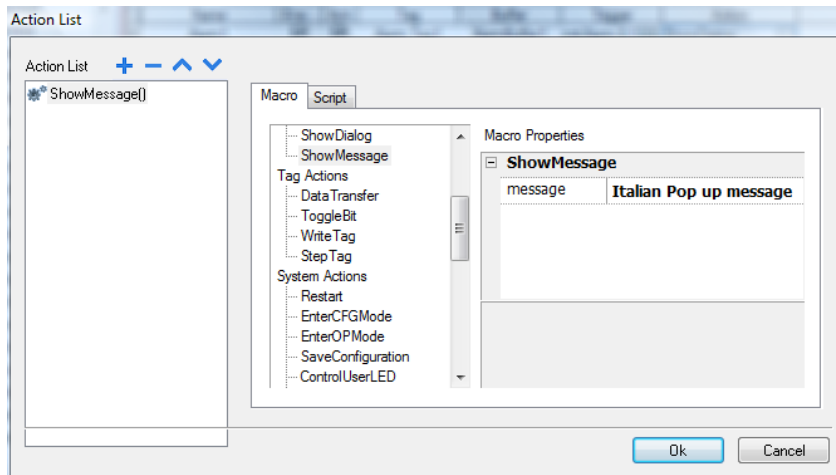 Action List
Action List
ShowMessage()
Macro Script
ShowDialog
ShowMessage
Tag Actions
DataTransfer
ToggleBit
WriteTag
StepTag
System Actions
Restart
EnterCFGMode
EnterOPMode
SaveConfiguration
ControlUserLED
Macro Properties
ShowMessage
message Italian Pop up message
Ok Cancel